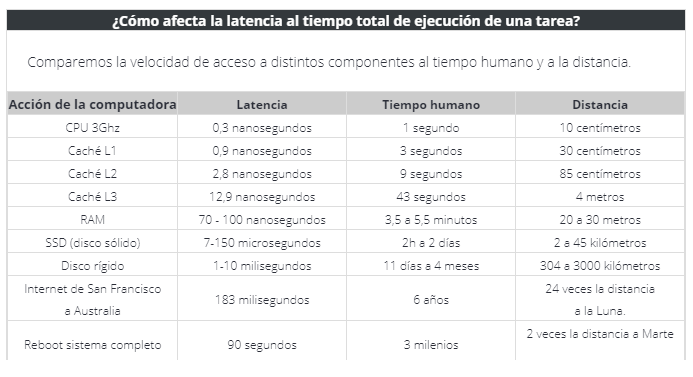 ¿Cómo afecta la latencia al tiempo total de ejecución de una tarea?
Comparemos la velocidad de acceso a distintos componentes al tiempo humano y a la distancia.
Acción de la computadora Latencia Tiempo humano Distancia
CPU 3Ghz 0,3 nanosegundos 1 segundo 10 centímetros
Caché L1 0,9 nanosegundos 3 segundos 30 centímetros
Caché L2 2,8 nanosegundos 9 segundos 85 centímetros
Caché L3 12,9 nanosegundos 43 segundos 4 metros
RAM 70 - 100 nanosegundos 3,5 a 5,5 minutos 20 a 30 metros
SSD (disco sólido) 7-150 microsegundos 2h a 2 días 2 a 45 kilómetros
Disco rígido 1-10 milisegundos 11 días a 4 meses 304 a 3000 kilómetros
Internet de San Francisco
a Australia 183 milisegundos 6 años 24 veces la distancia
a la Luna.
Reboot sistema completo 90 segundos 3 milenios 2 veces la distancia a Marte